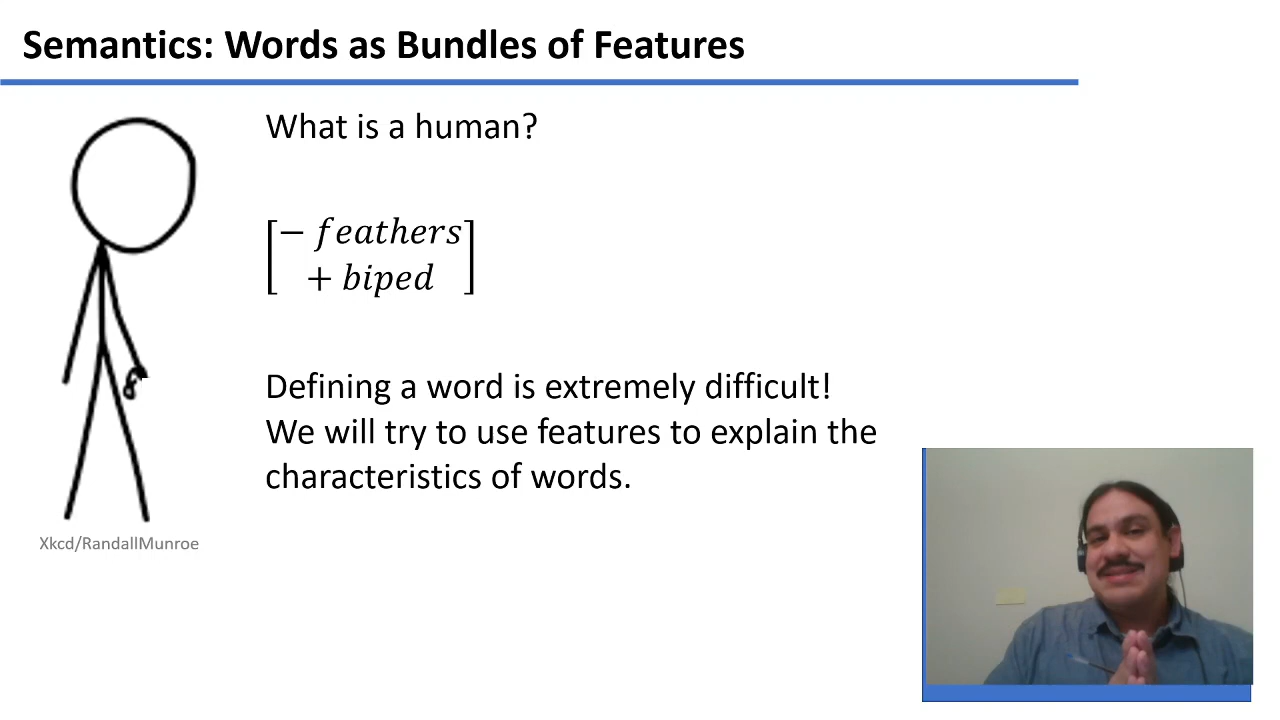 Semantics: Words as Bundles of Features
What is a human?
− feathers
+ biped
Defining a word is extremely difficult!
We will try to use features to explain the
characteristics of words.
Xkcd/RandallMunroe